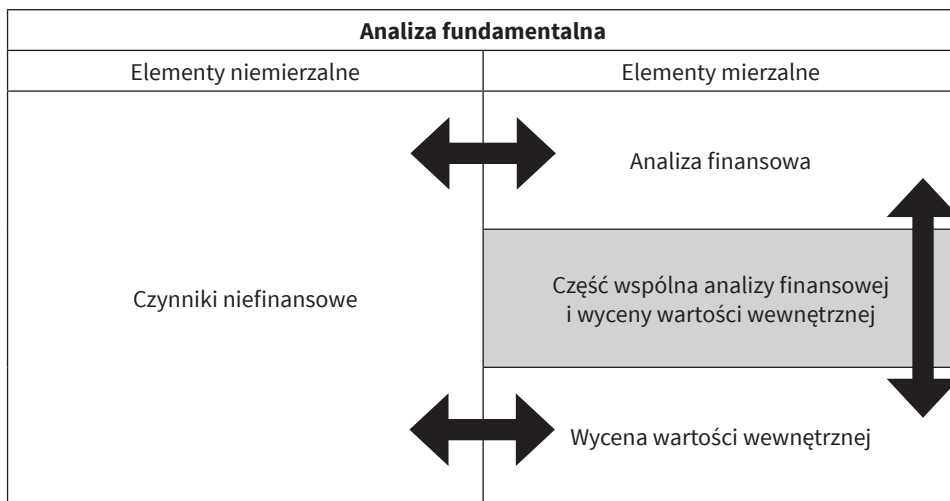 Analiza fundamentalna
Elementy niemierzalne
Elementy mierzalne
Czynniki niefinansowe
Analiza finansowa
Część wspólna analizy finansowej
i wyceny wartości wewnętrznej
Wycena wartości wewnętrznej